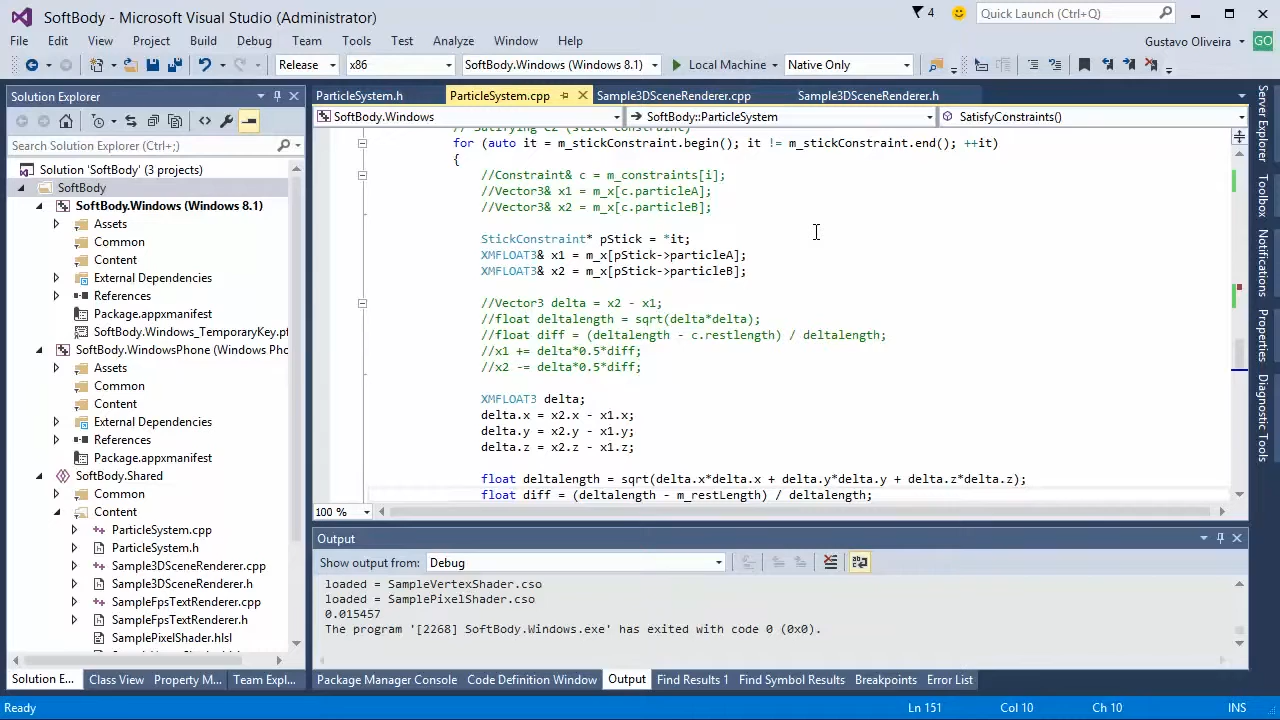 SoftBody - Microsoft Visual Studio (Administrator)
4
Quick Launch (Ctrl+Q)
File Edit View Project Build Debug Team Tools Test Analyze Window Help
Gustavo Oliveira
GO
Release x86 SoftBody.Windows (Windows 8.1) Local Machine Native Only
Solution Explorer
Search Solution Explorer (Ctrl+;)
Solution 'SoftBody' (3 projects)
SoftBody
SoftBody.Windows (Windows 8.1)
Assets
Common
Content
External Dependencies
References
Package.appxmanifest
SoftBody.Windows_TemporaryKey.pf
SoftBody.WindowsPhone (Windows Pho
Assets
Common
Content
External Dependencies
References
Package.appxmanifest
SoftBody.Shared
Common
Content
ParticleSystem.cpp
ParticleSystem.h
Sample3DSceneRenderer.cpp
Sample3DSceneRenderer.h
SampleFpsTextRenderer.cpp
SampleFpsTextRenderer.h
SamplePixelShader.hlsl
Solution E... Class View Property M... Team Expl...
ParticleSystem.h ParticleSystem.cpp Sample3DSceneRenderer.cpp Sample3DSceneRenderer.h
SoftBody.Windows SoftBody::ParticleSystem SatisfyConstraints()
// Satifying C2 (stick constraint)
for (auto it = m_stickConstraint.begin(); it != m_stickConstraint.end(); ++it)
{
//Constraint& c = m_constraints[i];
//Vector3& x1 = m_x[c.particleA];
//Vector3& x2 = m_x[c.particleB];
StickConstraint* pStick = *it;
XMFLOAT3& x1 = m_x[pStick->particleA];
XMFLOAT3& x2 = m_x[pStick->particleB];
//Vector3 delta = x2 - x1;
//float deltalength = sqrt(delta*delta);
//float diff = (deltalength - c.restlength) / deltalength;
//x1 += delta*0.5*diff;
//x2 -= delta*0.5*diff;
XMFLOAT3 delta;
delta.x = x2.x - x1.x;
delta.y = x2.y - x1.y;
delta.z = x2.z - x1.z;
float deltalength = sqrt(delta.x*delta.x + delta.y*delta.y + delta.z*delta.z);
float diff = (deltalength - m_restLength) / deltalength;
100 %
Output
Show output from: Debug
loaded = SampleVertexShader.cso
loaded = SamplePixelShader.cso
0.015457
The program '[2268] SoftBody.Windows.exe' has exited with code 0 (0x0).
Package Manager Console Code Definition Window Output Find Results 1 Find Symbol Results Breakpoints Error List
Server Explorer
Toolbox
Notifications
Properties
Diagnostic Tools
Ready Ln 151 Col 10 Ch 10 INS